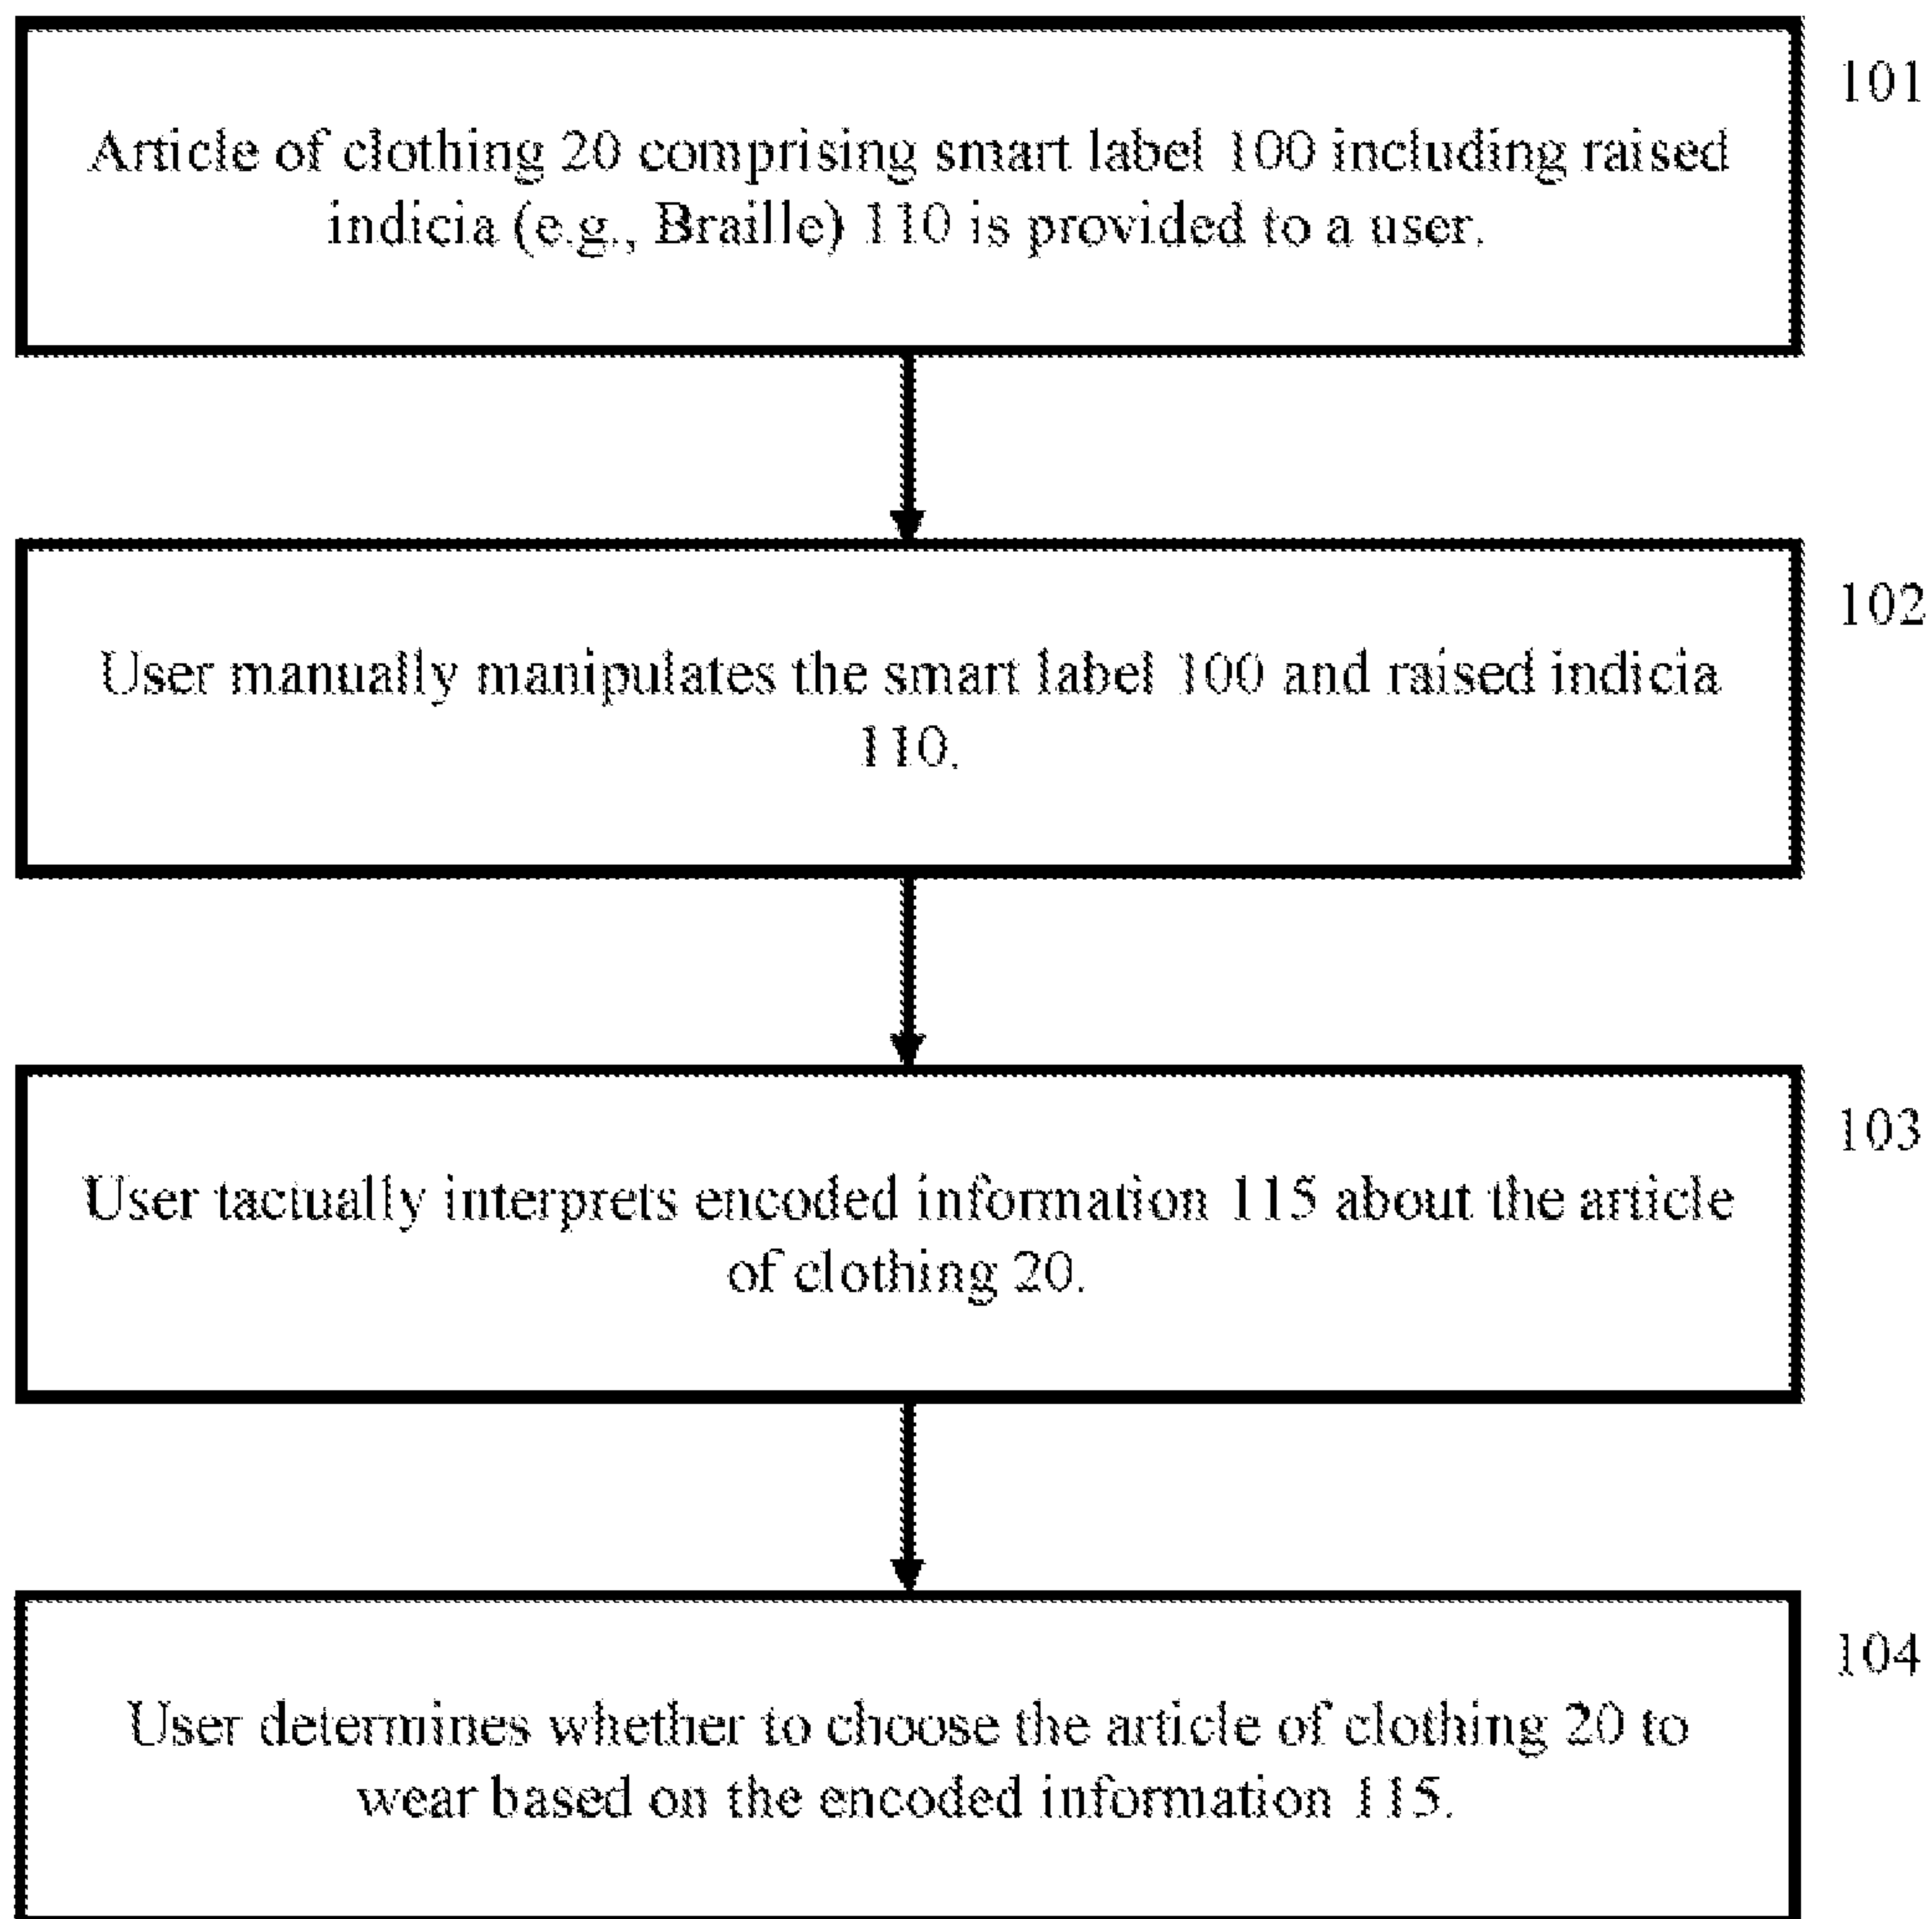 101
Article of clothing 20 comprising smart label 100 including raised
indicia (e.g., Braille) 110 is provided to a user.
102
User manually manipulates the smart label 100 and raised indicia
110.
103
User tactually interprets encoded information 115 about the article
of clothing 20.
104
User determines whether to choose the article of clothing 20 to
wear based on the encoded information 115.